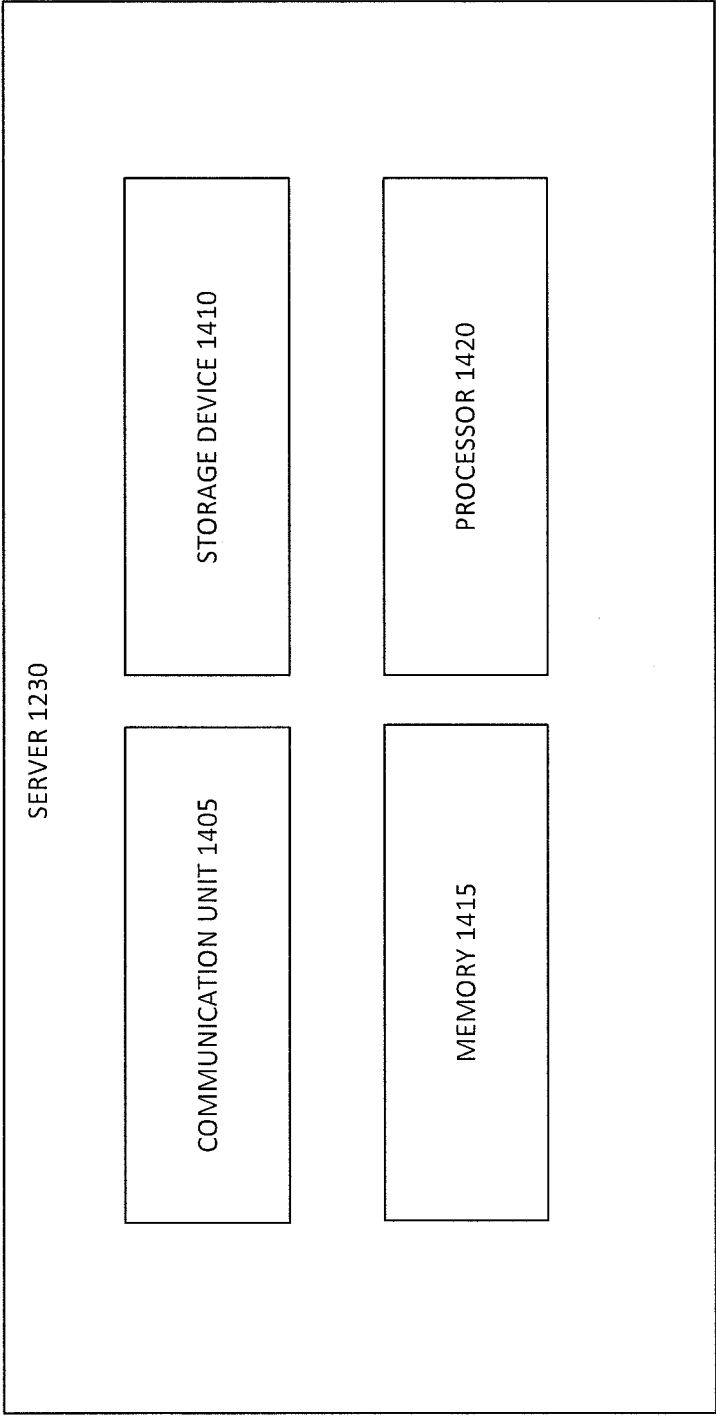 SERVER 1230
COMMUNICATION UNIT 1405
STORAGE DEVICE 1410
MEMORY 1415
PROCESSOR 1420